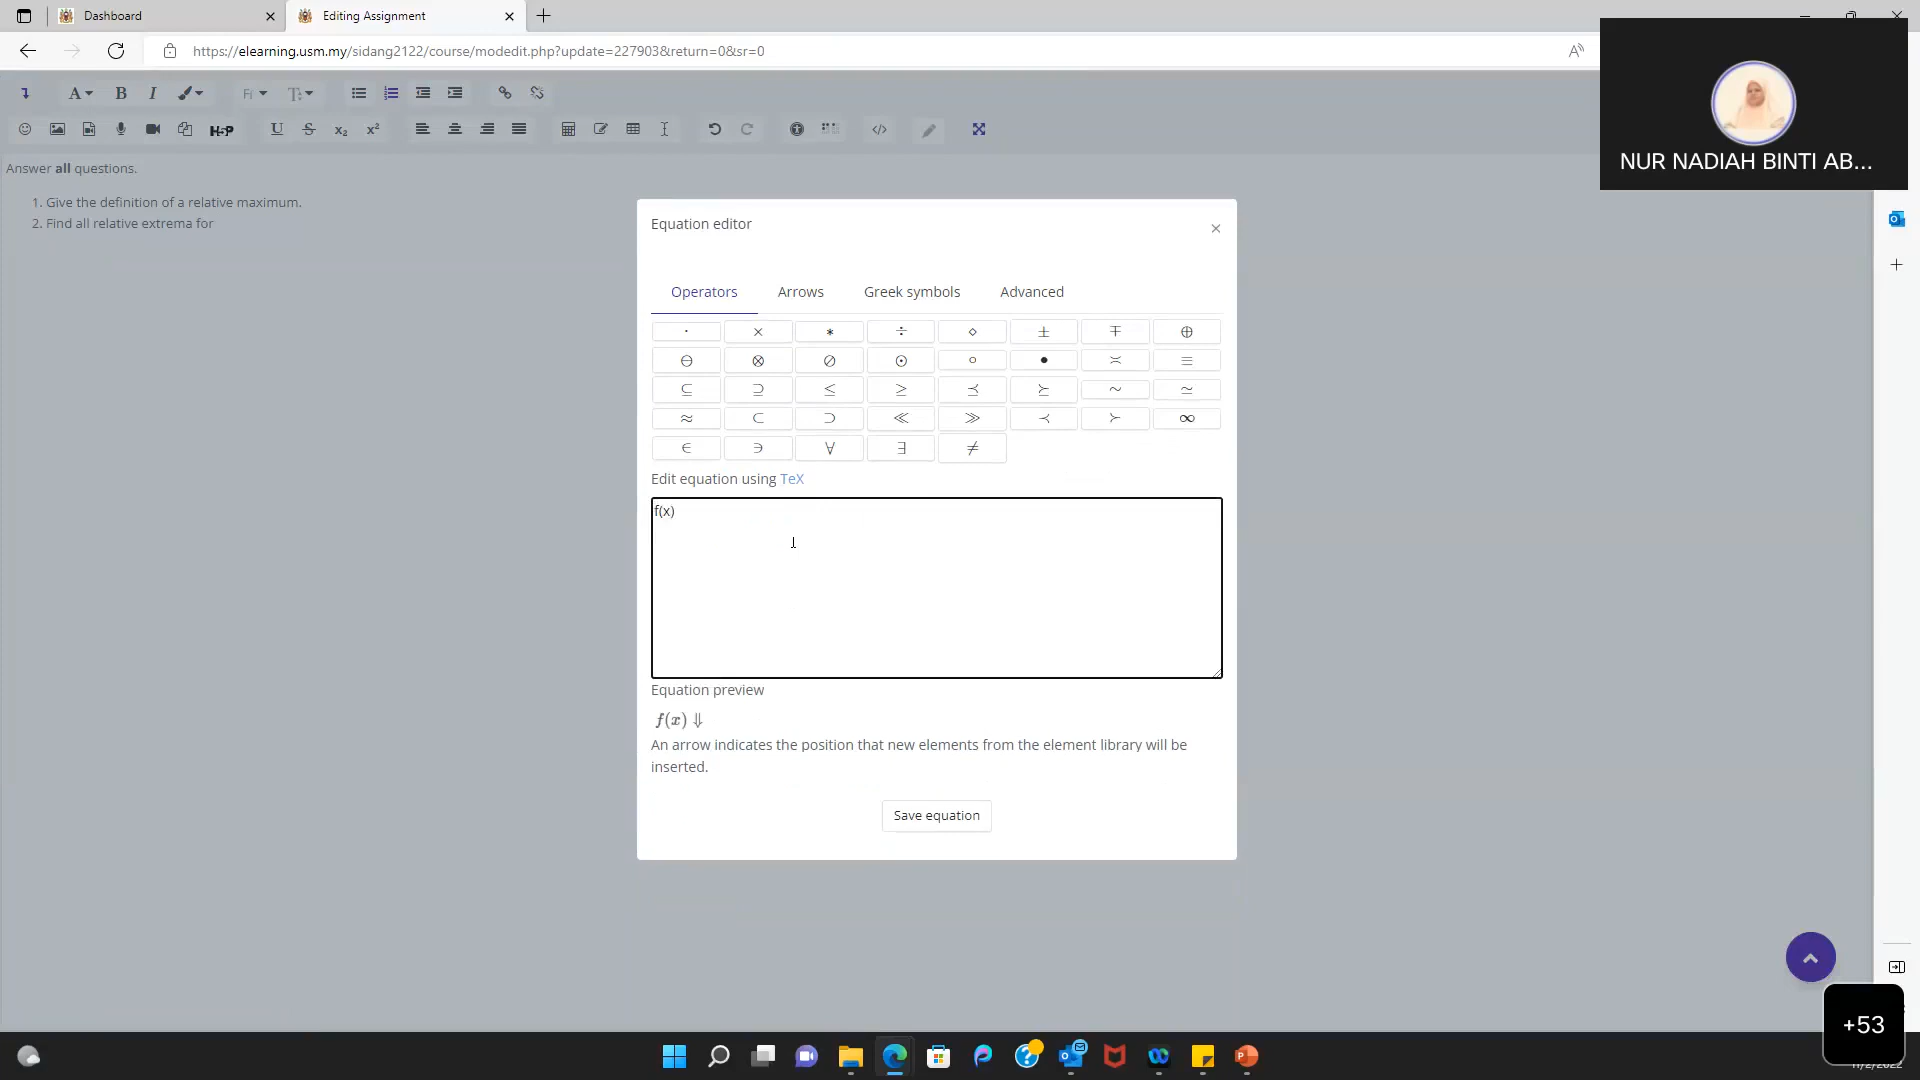 Dashboard
Editing Assignment
https://elearning.usm.my/sidang2122/course/modedit.php?update=227903&return=0&sr=0
NUR NADIAH BINTI AB...
Answer all questions.
1. Give the definition of a relative maximum.
2. Find all relative extrema for
Equation editor
Operators Arrows Greek symbols Advanced
· × ∗ ÷ ⋄ ± ∓ ⊕
⊖ ⊗ ⊘ ⊙ ∘ ∙ ≍ ≡
⊆ ⊇ ≤ ≥ ⪯ ⪰ ∼ ≃
≈ ⊂ ⊃ ≪ ≫ ≺ ≻ ∞
∈ ∋ ∀ ∃ ≠
Edit equation using TeX
f(x)
Equation preview
f(x) ⇓
An arrow indicates the position that new elements from the element library will be
inserted.
Save equation
+53